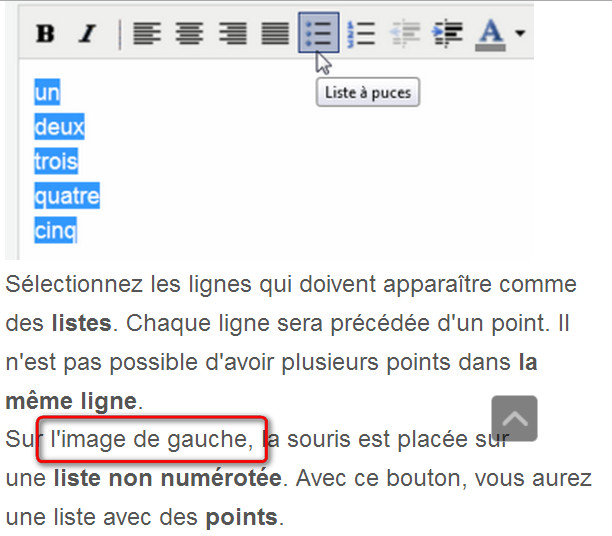 B I A
Liste à puces
un
deux
trois
quatre
cinq
Sélectionnez les lignes qui doivent apparaître comme
des listes. Chaque ligne sera précédée d'un point. Il
n'est pas possible d'avoir plusieurs points dans la
même ligne.
Sur l'image de gauche, la souris est placée sur
une liste non numérotée. Avec ce bouton, vous aurez
une liste avec des points.